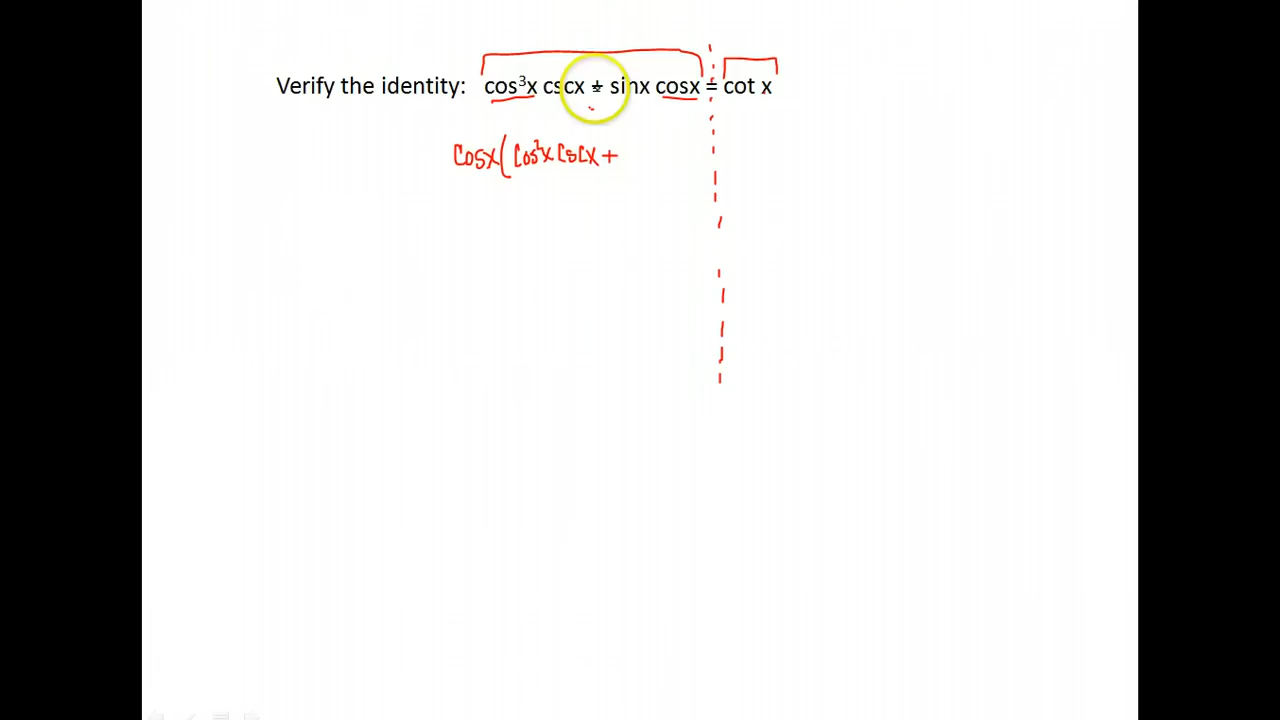 Verify the identity: cos³x cscx + sinx cosx = cot x
cosx(cos²x cscx +